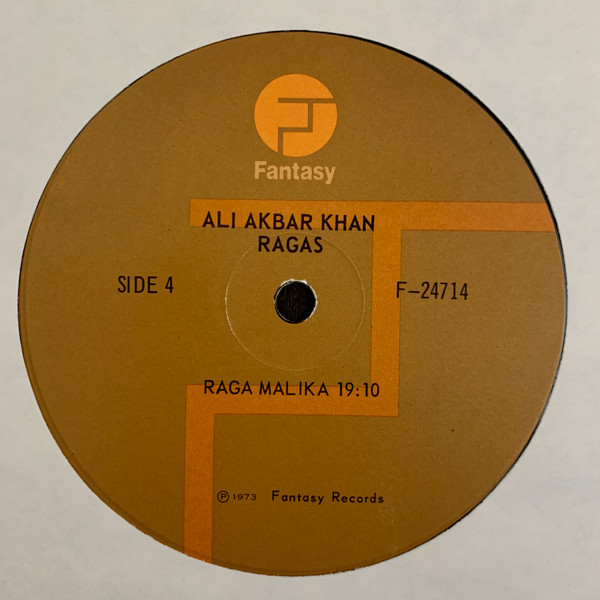 Fantasy
ALI AKBAR KHAN
RAGAS
SIDE 4
F-24714
RAGA MALIKA 19:10
℗ 1973 Fantasy Records